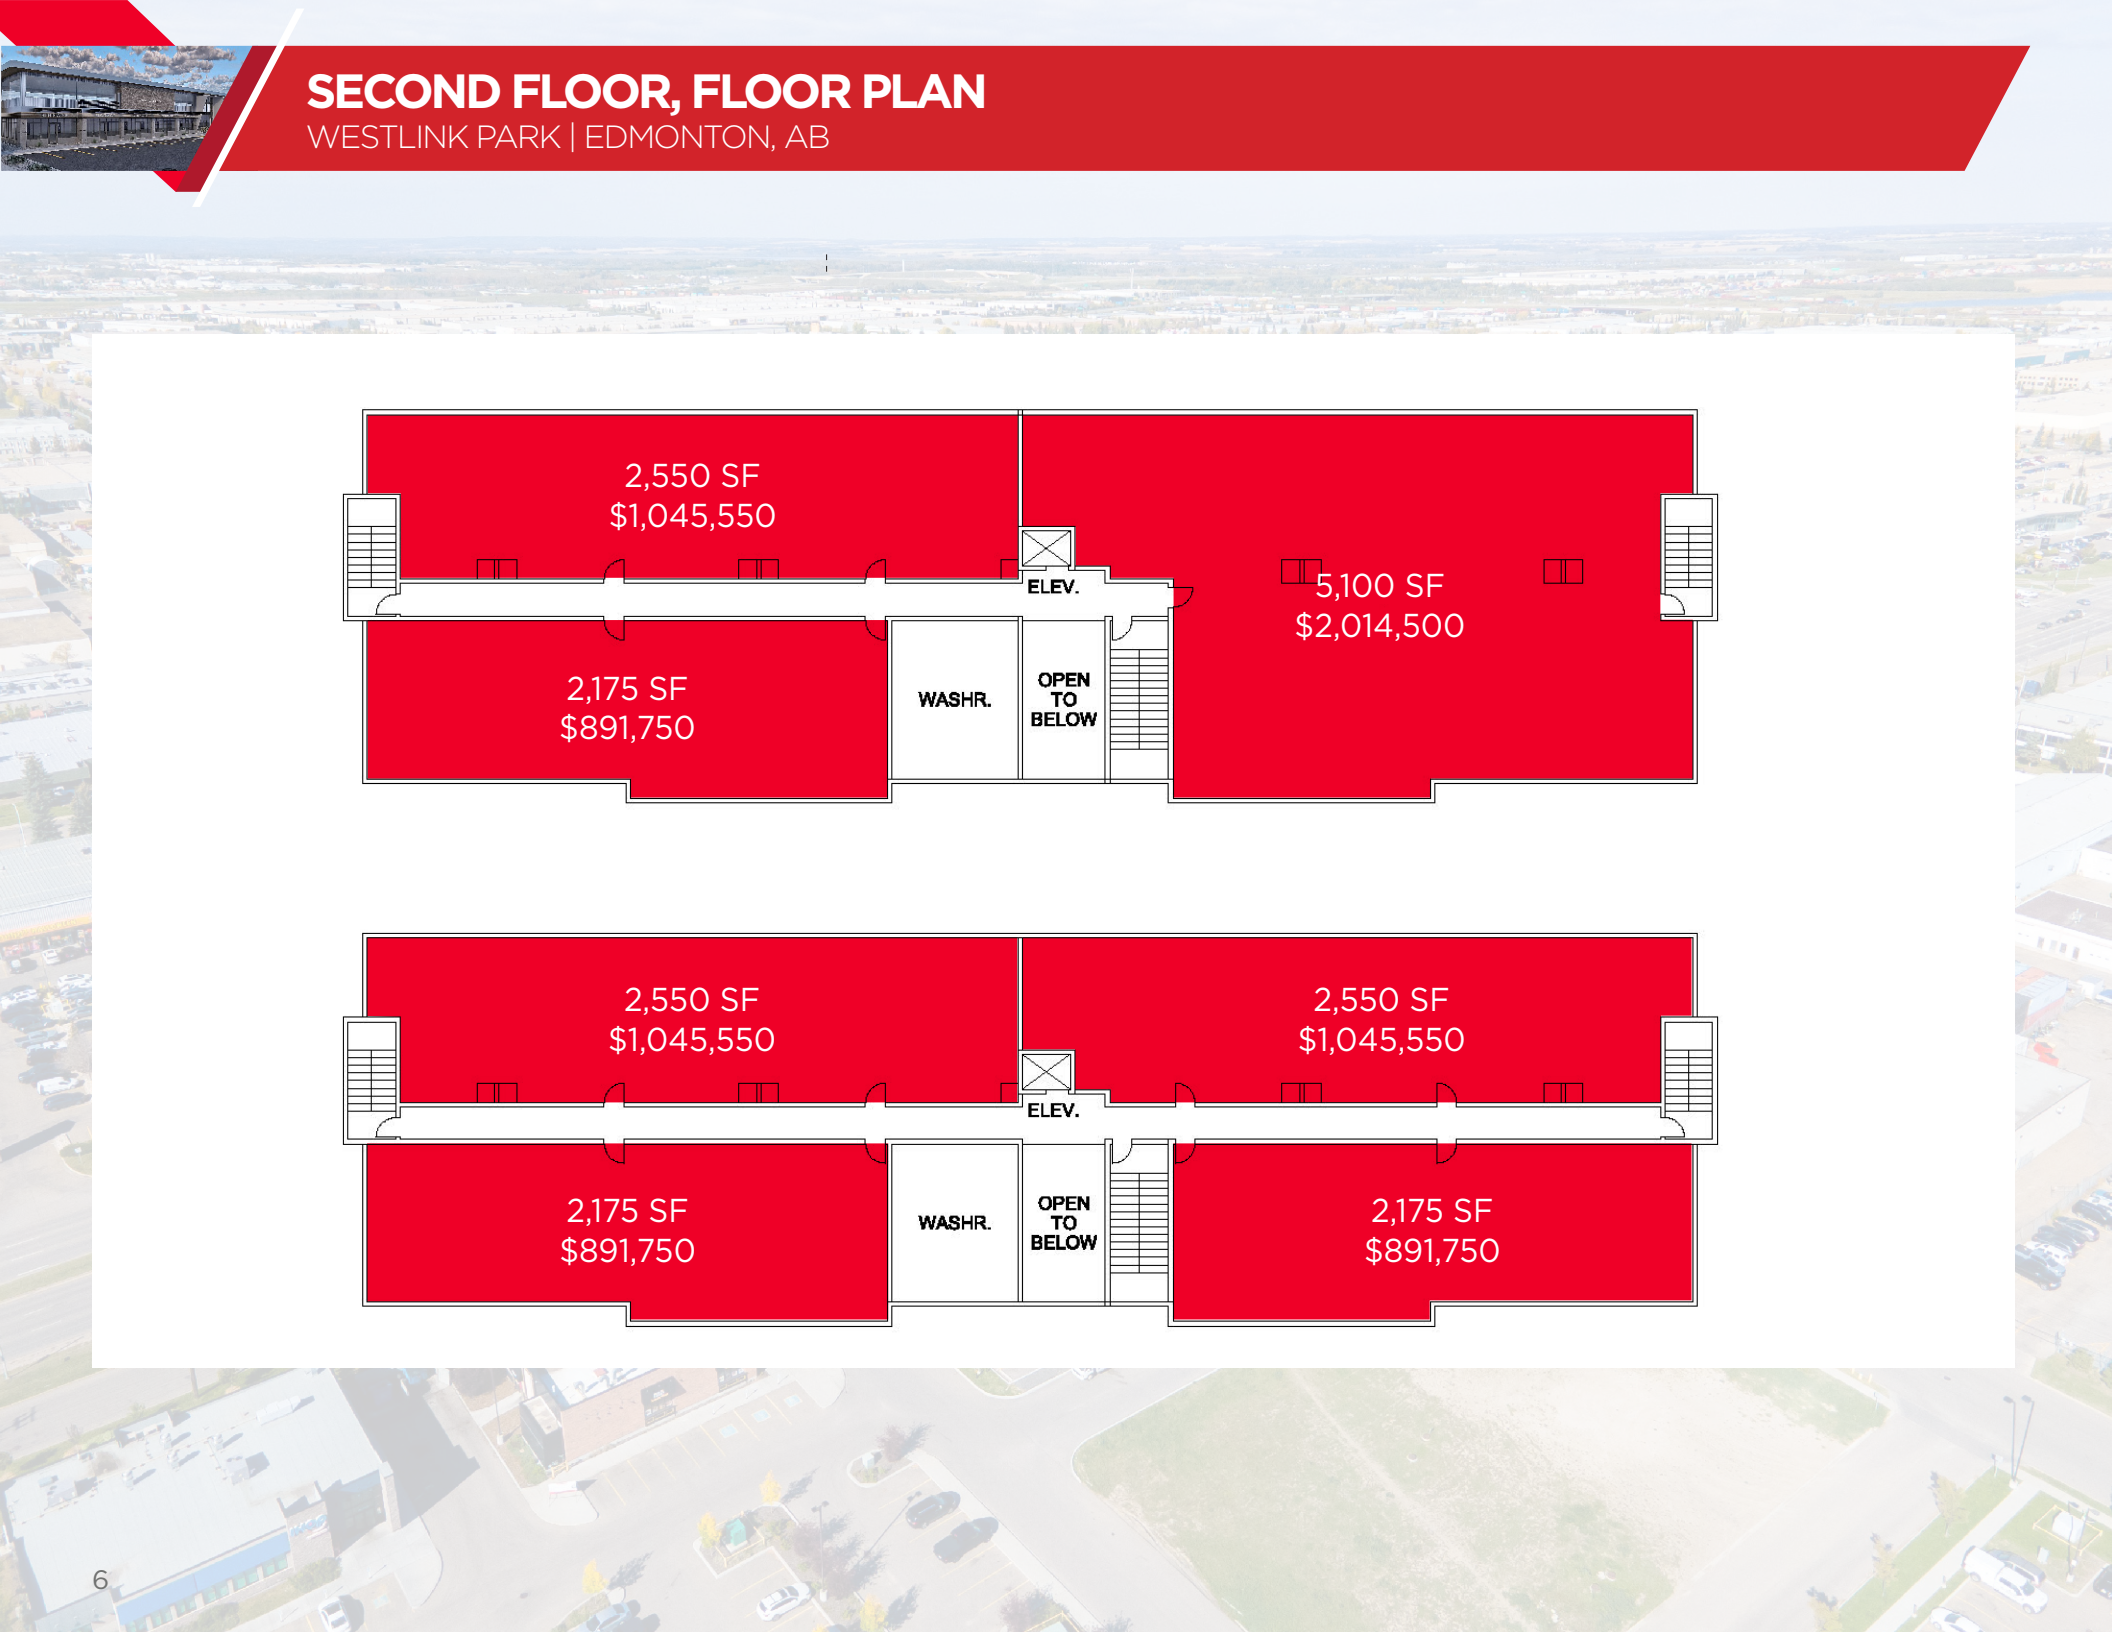 SECOND FLOOR, FLOOR PLAN
WESTLINK PARK | EDMONTON, AB
2,550 SF
$1,045,550
ELEV.
5,100 SF
$2,014,500
2,175 SF
$891,750
WASHR.
OPEN
TO
BELOW
2,550 SF
$1,045,550
2,550 SF
$1,045,550
ELEV.
2,175 SF
$891,750
WASHR.
OPEN
TO
BELOW
2,175 SF
$891,750
6